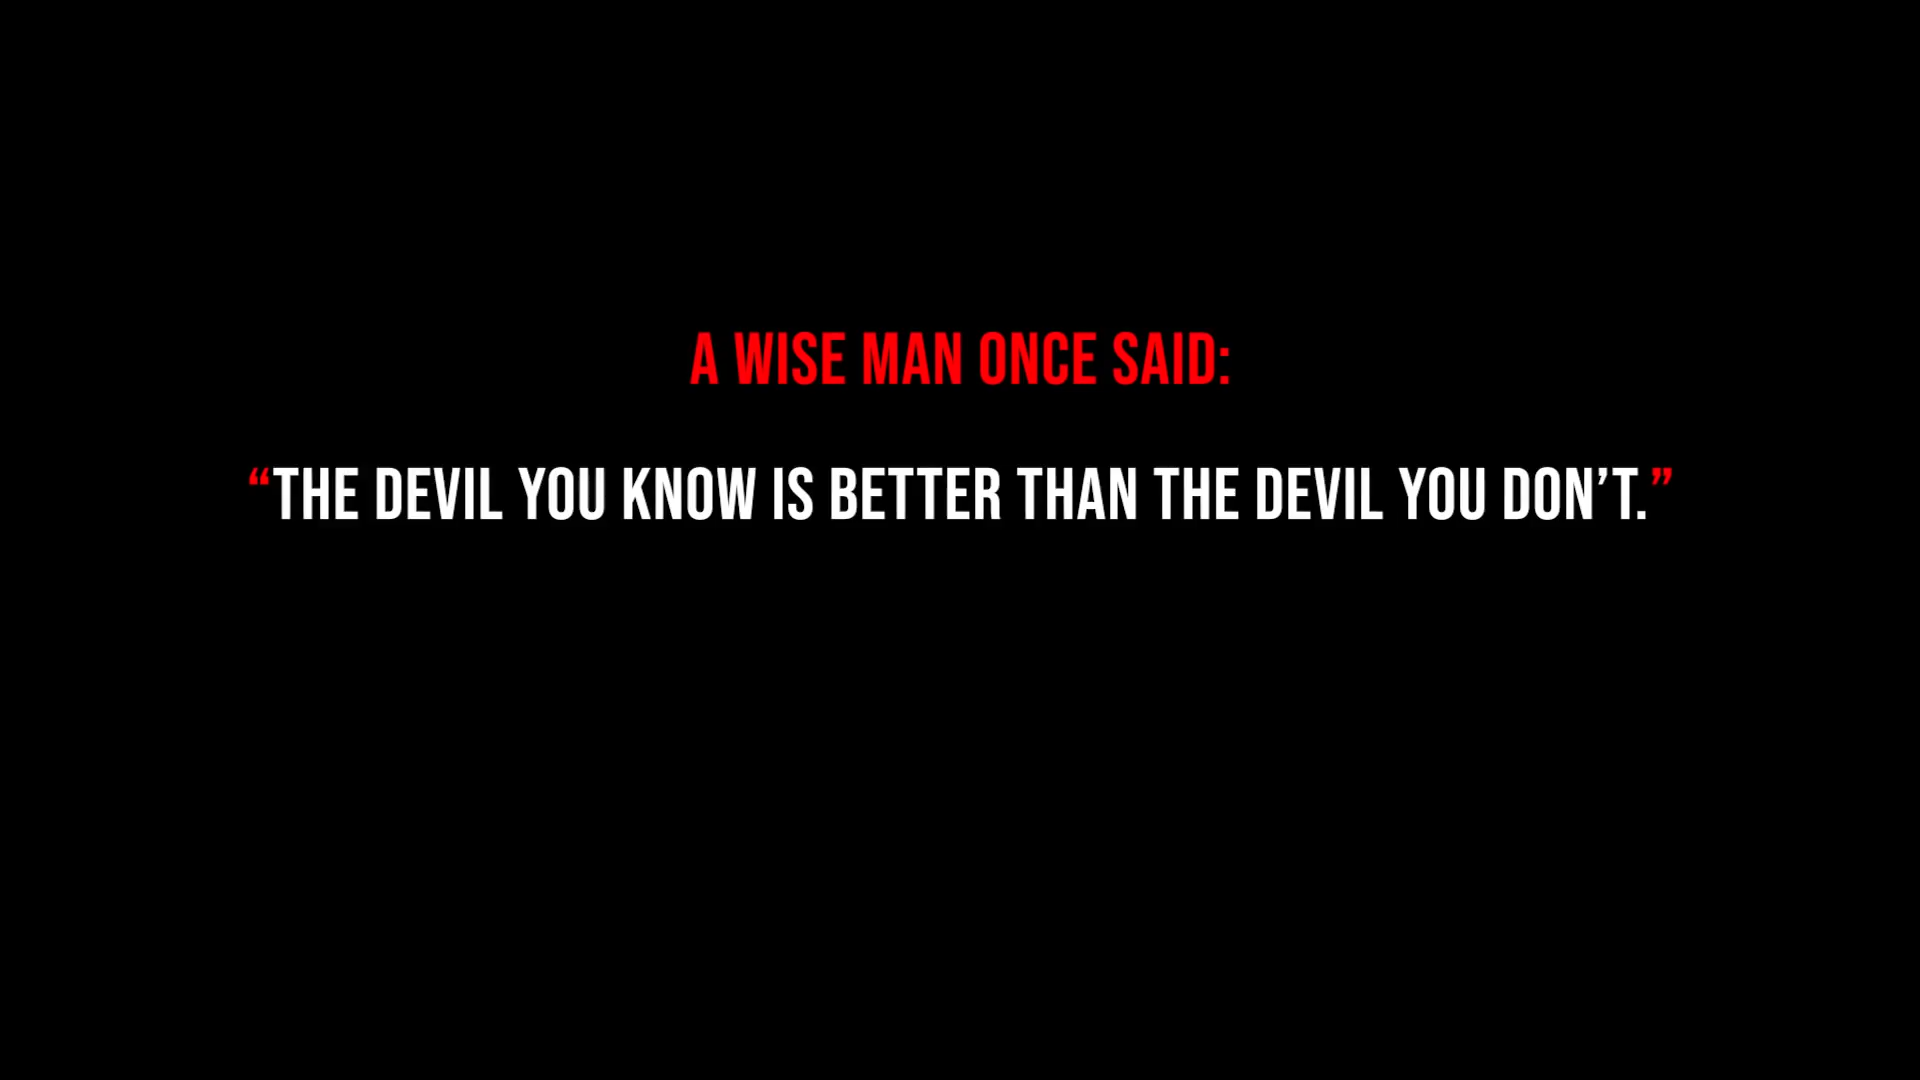 A WISE MAN ONCE SAID:
“THE DEVIL YOU KNOW IS BETTER THAN THE DEVIL YOU DON’T.”